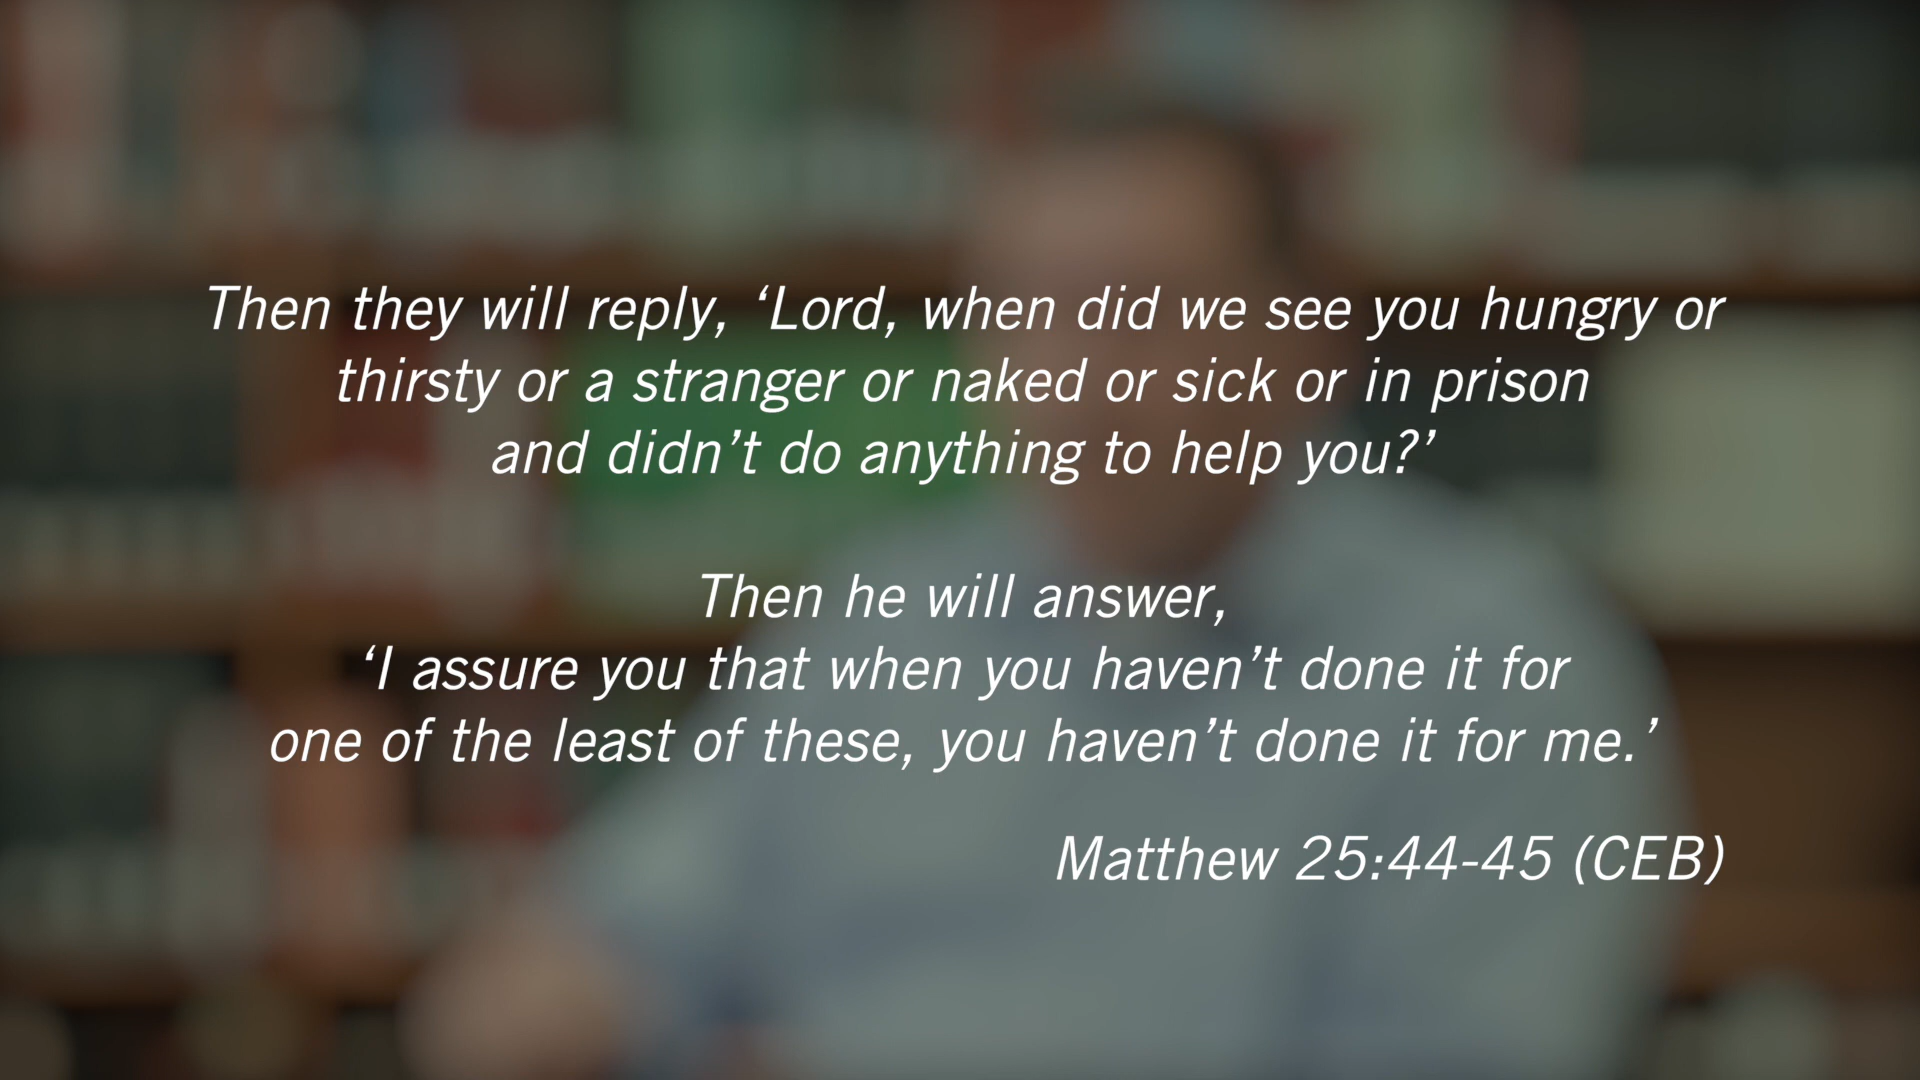 Then they will reply, ‘Lord, when did we see you hungry or
thirsty or a stranger or naked or sick or in prison
and didn’t do anything to help you?’
Then he will answer,
‘I assure you that when you haven’t done it for
one of the least of these, you haven’t done it for me.’
Matthew 25:44-45 (CEB)